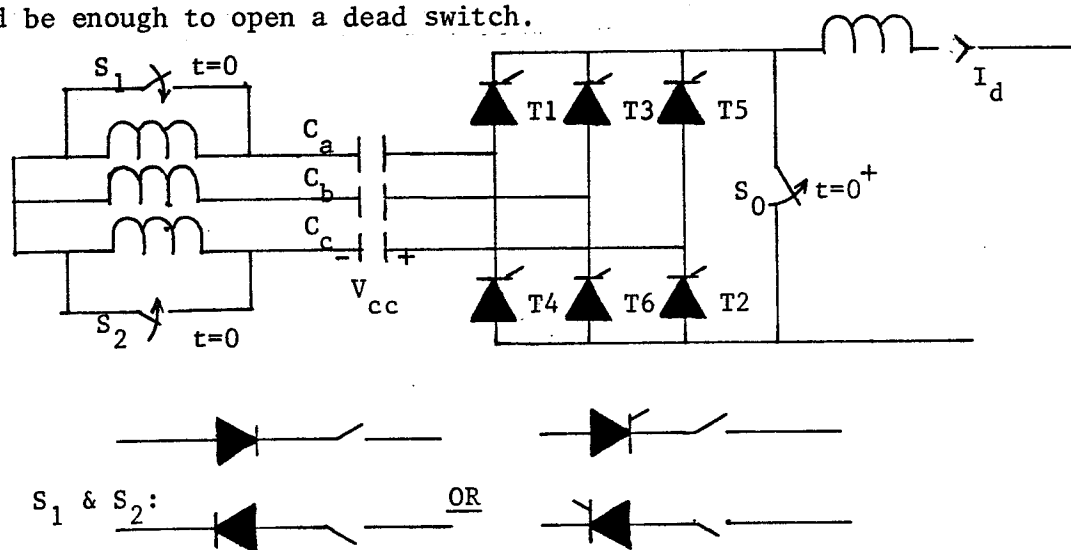 d be enough to open a dead switch.
S1 t=0
Ca
Cb
Cc
- +
Vcc
S2 t=0
T1 T3 T5
T4 T6 T2
S0 t=0+
Id
S1 & S2: OR